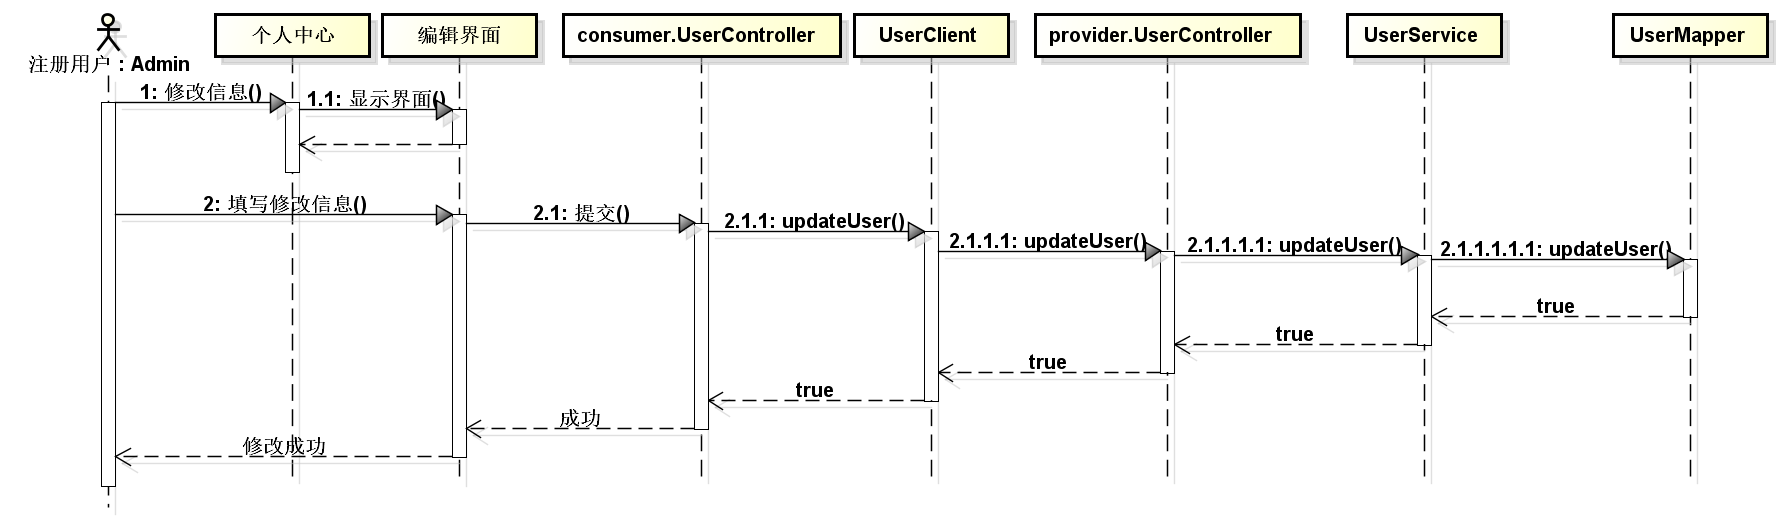 个人中心
编辑界面
consumer.UserController
UserClient
provider.UserController
UserService
UserMapper
注册用户 : Admin
1: 修改信息()
1.1: 显示界面()
2: 填写修改信息()
2.1: 提交()
2.1.1: updateUser()
2.1.1.1: updateUser()
2.1.1.1.1: updateUser()
2.1.1.1.1.1: updateUser()
true
true
true
true
成功
修改成功